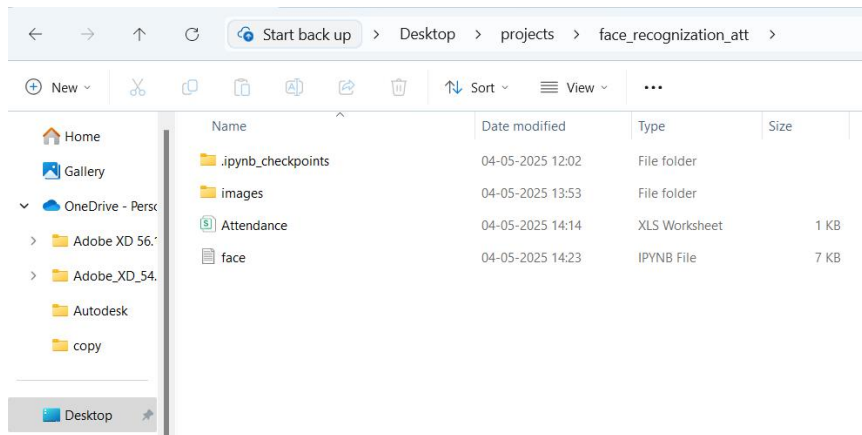 Start back up > Desktop > projects > face_recognization_att >
New Sort View ...
Name Date modified Type Size
Home
Gallery
OneDrive - Perso
Adobe XD 56.1
Adobe_XD_54.
Autodesk
copy
Desktop
.ipynb_checkpoints 04-05-2025 12:02 File folder
images 04-05-2025 13:53 File folder
Attendance 04-05-2025 14:14 XLS Worksheet 1 KB
face 04-05-2025 14:23 IPYNB File 7 KB